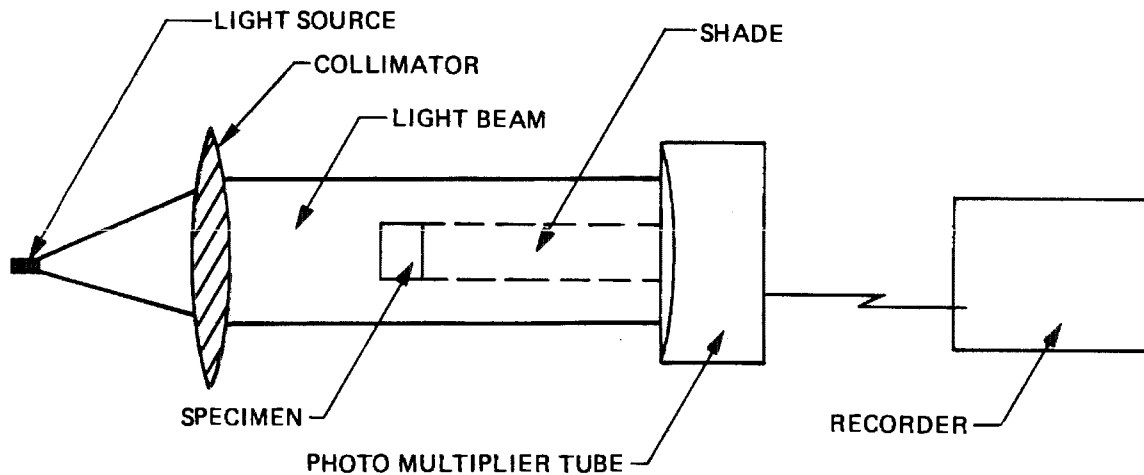 LIGHT SOURCE
SHADE
COLLIMATOR
LIGHT BEAM
SPECIMEN
RECORDER
PHOTO MULTIPLIER TUBE